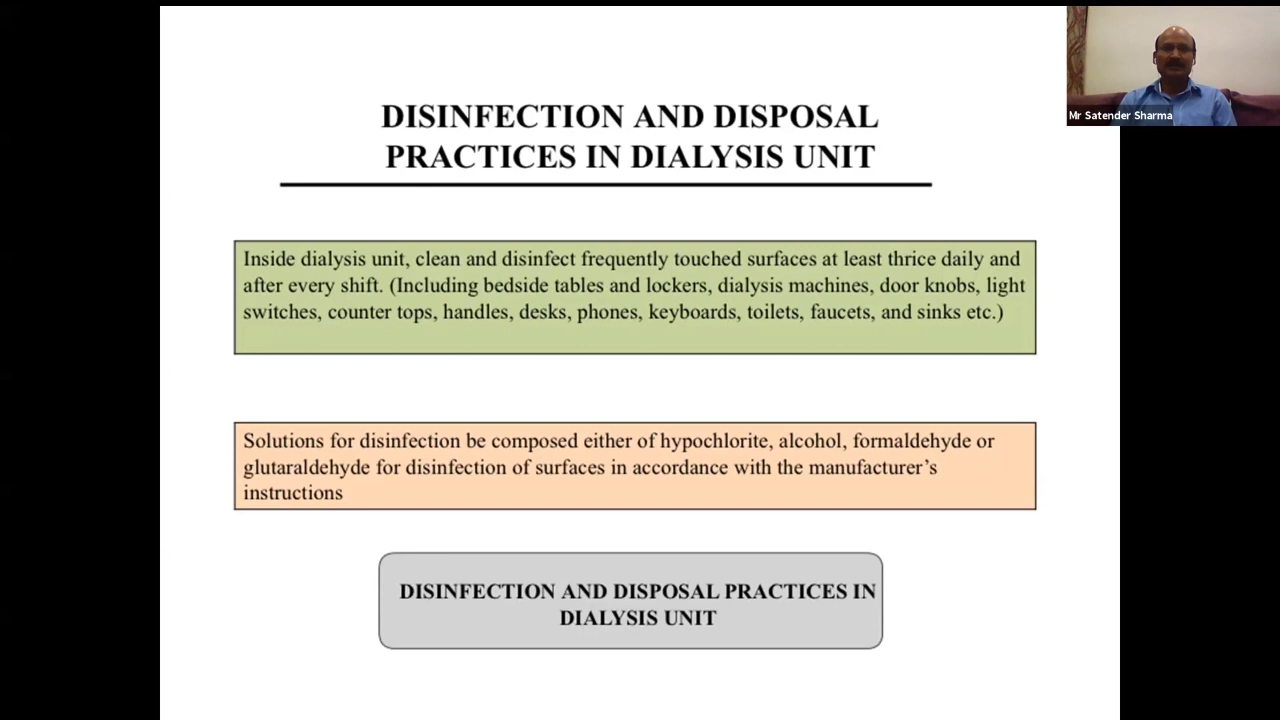 DISINFECTION AND DISPOSAL
PRACTICES IN DIALYSIS UNIT
Mr Satender Sharma
Inside dialysis unit, clean and disinfect frequently touched surfaces at least thrice daily and
after every shift. (Including bedside tables and lockers, dialysis machines, door knobs, light
switches, counter tops, handles, desks, phones, keyboards, toilets, faucets, and sinks etc.)
Solutions for disinfection be composed either of hypochlorite, alcohol, formaldehyde or
glutaraldehyde for disinfection of surfaces in accordance with the manufacturer’s
instructions
DISINFECTION AND DISPOSAL PRACTICES IN
DIALYSIS UNIT